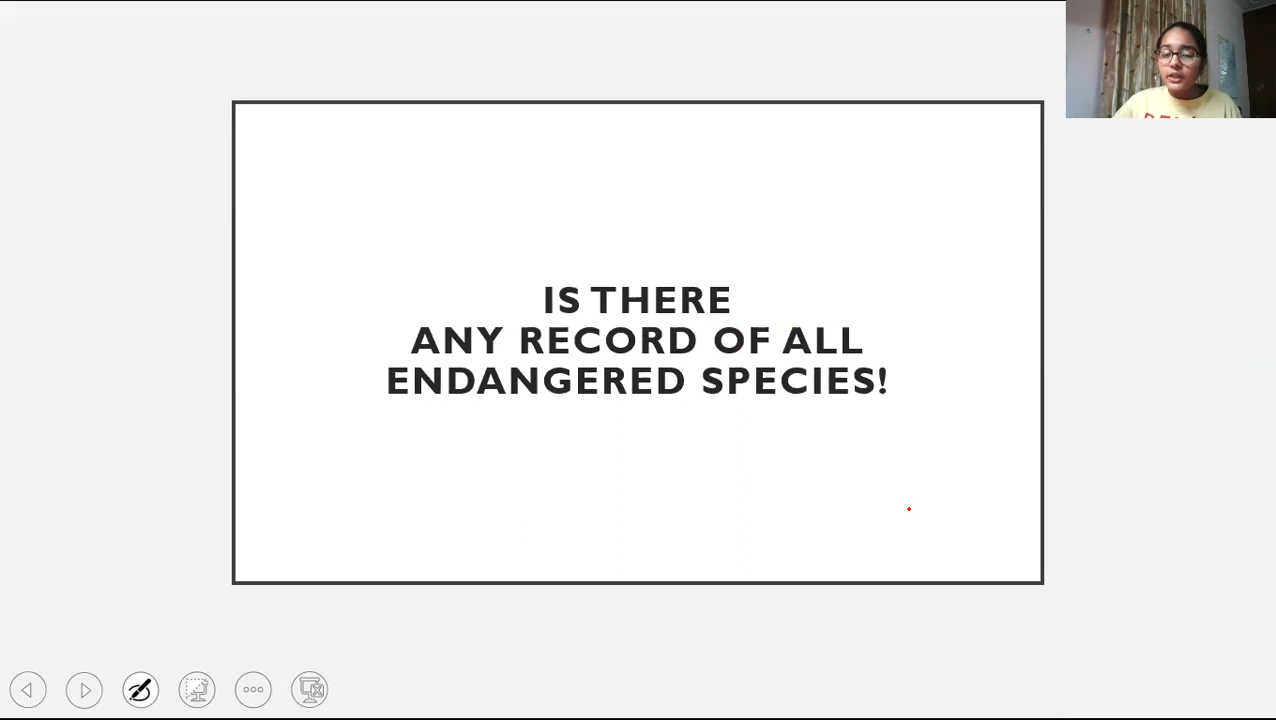 IS THERE
ANY RECORD OF ALL
ENDANGERED SPECIES!